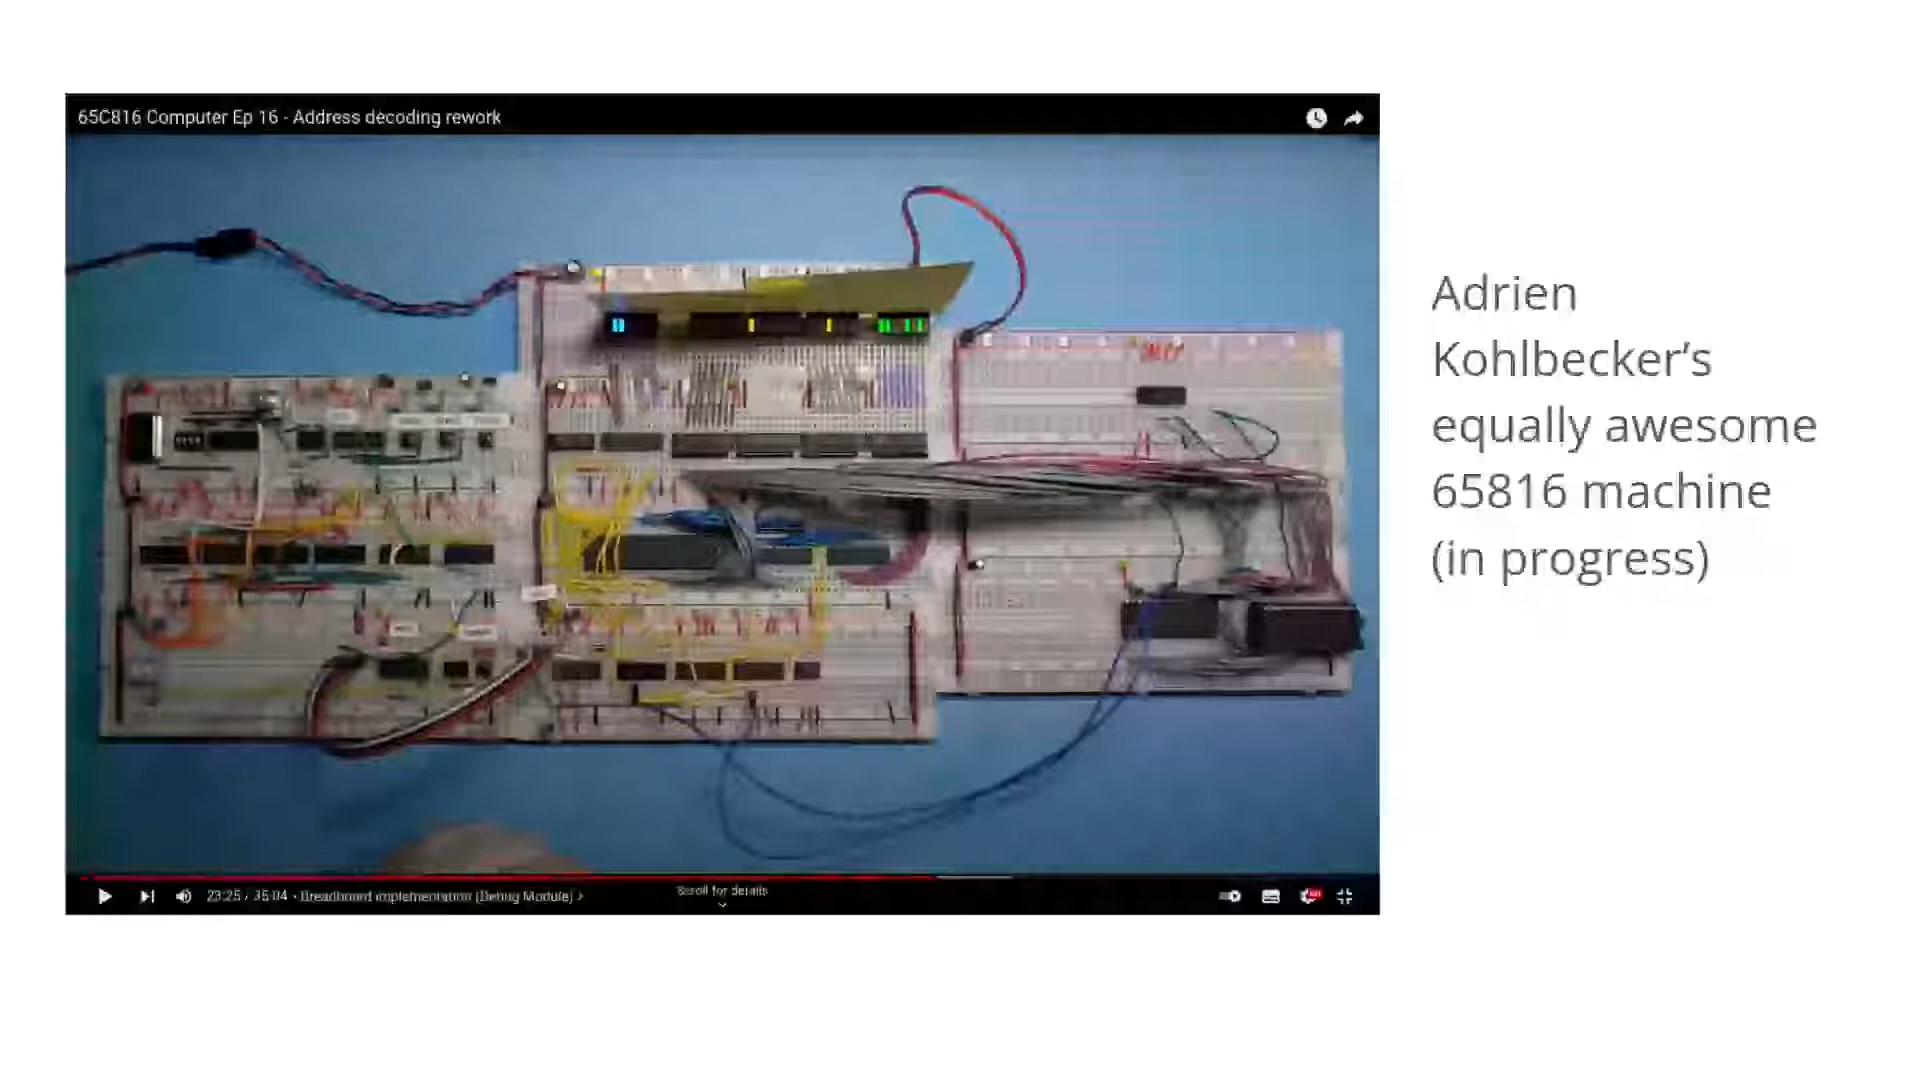 65C816 Computer Ep 16 - Address decoding rework
Adrien
Kohlbecker’s
equally awesome
65816 machine
(in progress)
23:25 / 35:04 • Breadboard implementation (Debug Module) ›
Scroll for details